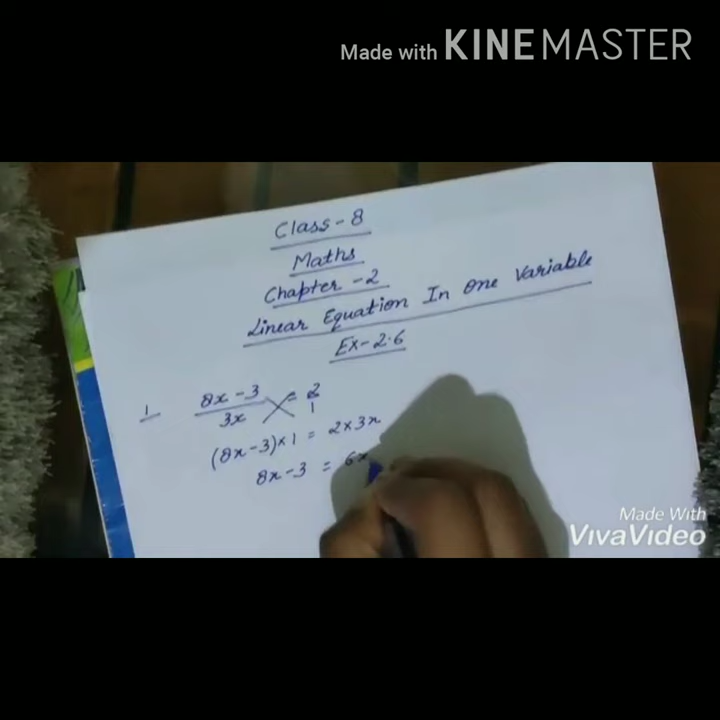 Made with KINEMASTER
Class - 8
Maths
Chapter - 2
Linear Equation In One Variable
Ex - 2.6
1 8x - 3 = 2
3x 1
(8x - 3) × 1 = 2 × 3x
8x - 3 = 6x
Made With
VivaVideo